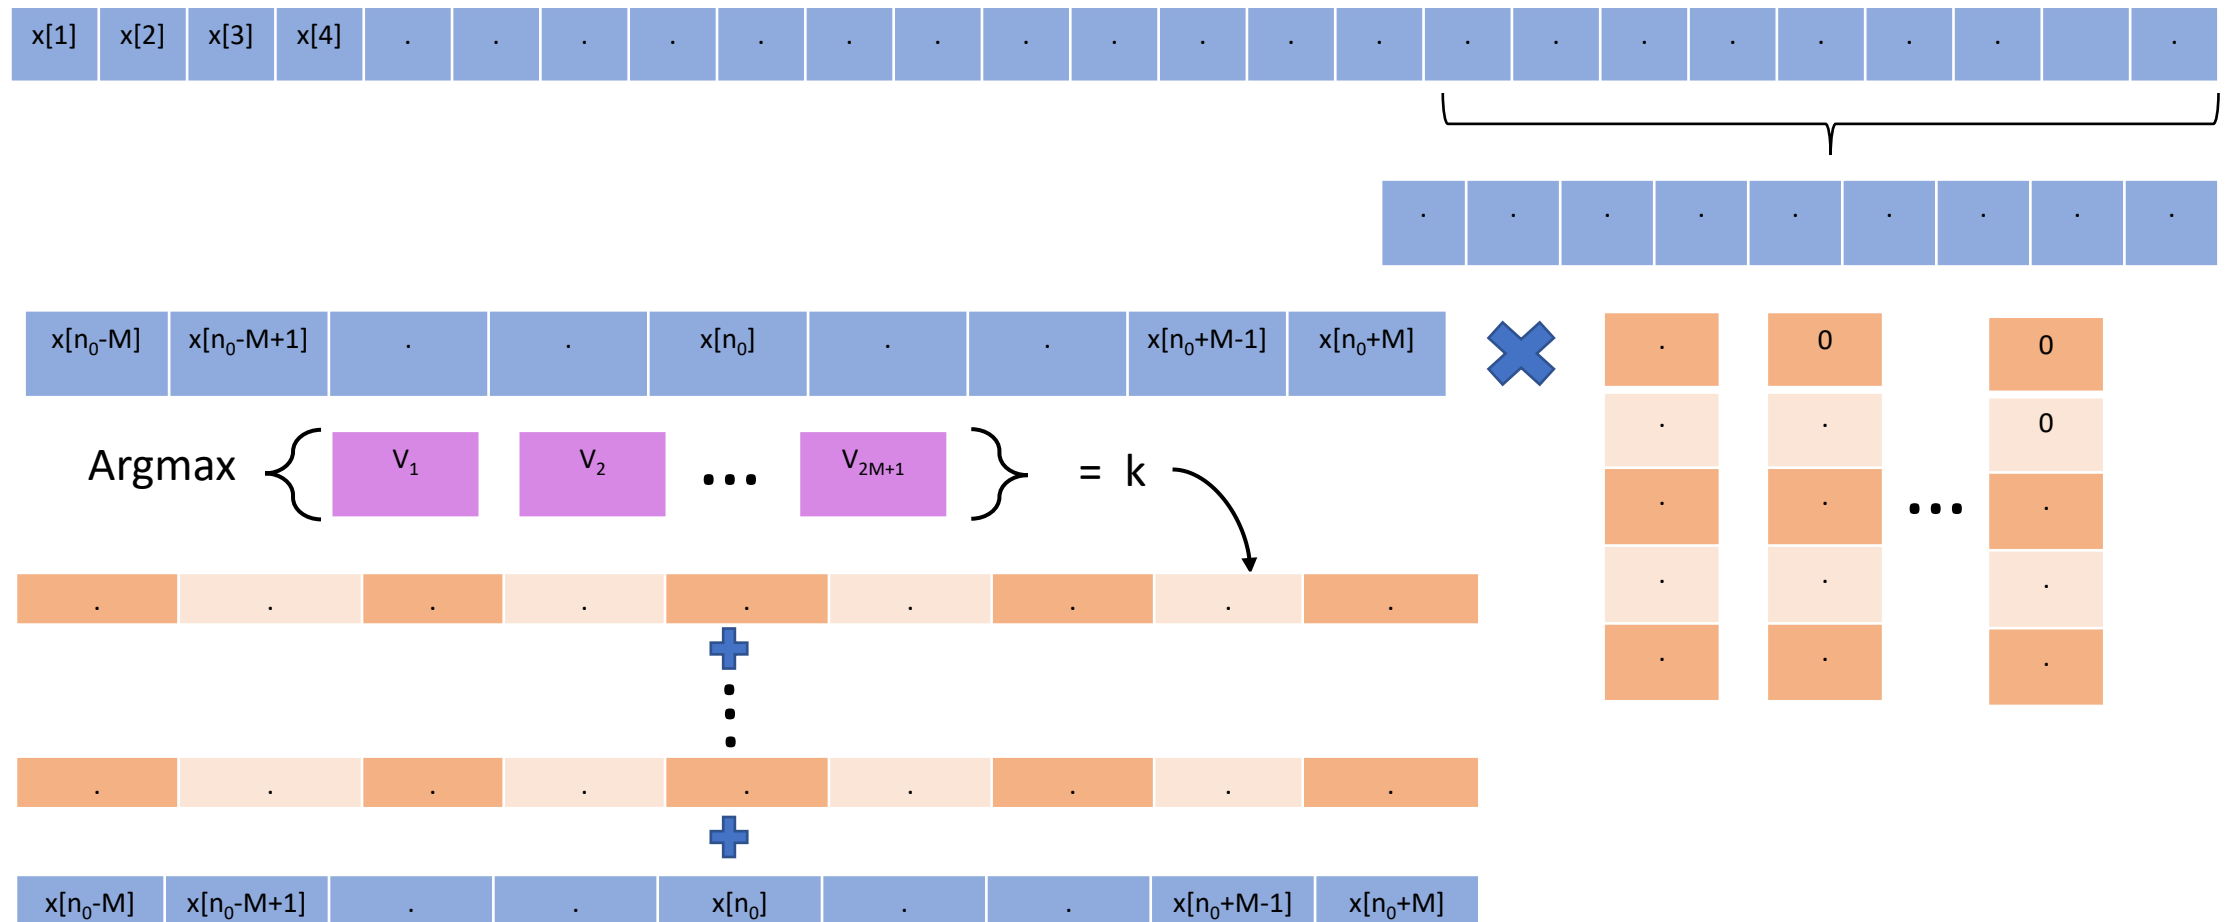 x[1] x[2] x[3] x[4] . . . . . . . . . . . . . . . . . . . .
. . . . . . . . .
x[n₀-M] x[n₀-M+1] . . x[n₀] . . x[n₀+M-1] x[n₀+M]
. 0 0
Argmax { V₁ V₂ ... V₂ₘ₊₁ } = k
. . 0
. . ... .
. . .
. . .
. . . . . . . . .
⋮
. . . . . . . . .
x[n₀-M] x[n₀-M+1] . . x[n₀] . . x[n₀+M-1] x[n₀+M]